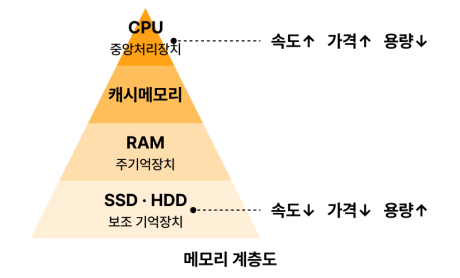 CPU
중앙처리장치
속도↑ 가격↑ 용량↓
캐시메모리
RAM
주기억장치
SSD · HDD
보조 기억장치
속도↓ 가격↓ 용량↑
메모리 계층도